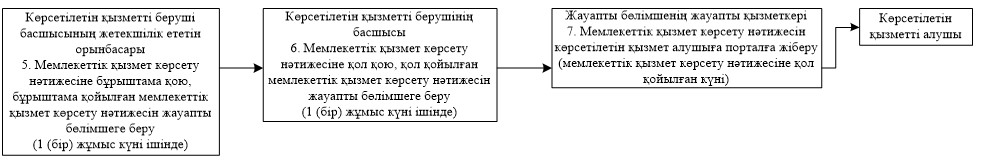 Көрсетілетін қызметті беруші
басшысының жетекшілік ететін
орынбасары
5. Мемлекеттік қызмет көрсету
нәтижесіне бұрыштама қою,
бұрыштама қойылған мемлекеттік
қызмет көрсету нәтижесін жауапты
бөлімшеге беру
(1 (бір) жұмыс күні ішінде)
Көрсетілетін қызметті берушінің
басшысы
6. Мемлекеттік қызмет көрсету
нәтижесіне қол қою, қол қойылған
мемлекеттік қызмет көрсету нәтижесін
жауапты бөлімшеге беру
(1 (бір) жұмыс күні ішінде)
Жауапты бөлімшенің жауапты қызметкері
7. Мемлекеттік қызмет көрсету нәтижесін
көрсетілетін қызмет алушыға порталға жіберу
(мемлекеттік қызмет көрсету нәтижесіне қол
қойылған күні)
Көрсетілетін
қызметті алушы